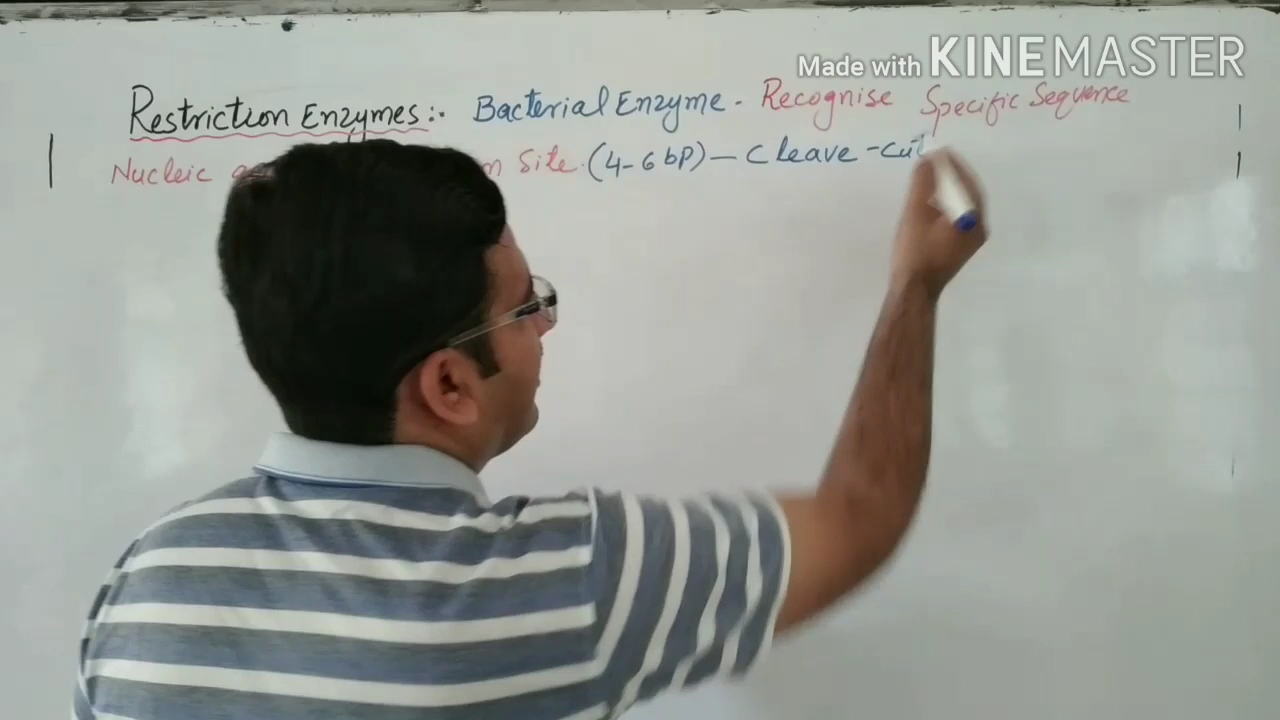 Made with KINEMASTER
Restriction Enzymes:- Bacterial Enzyme - Recognise Specific Sequence
Nucleic Site. (4-6 bp) – Cleave - Cut